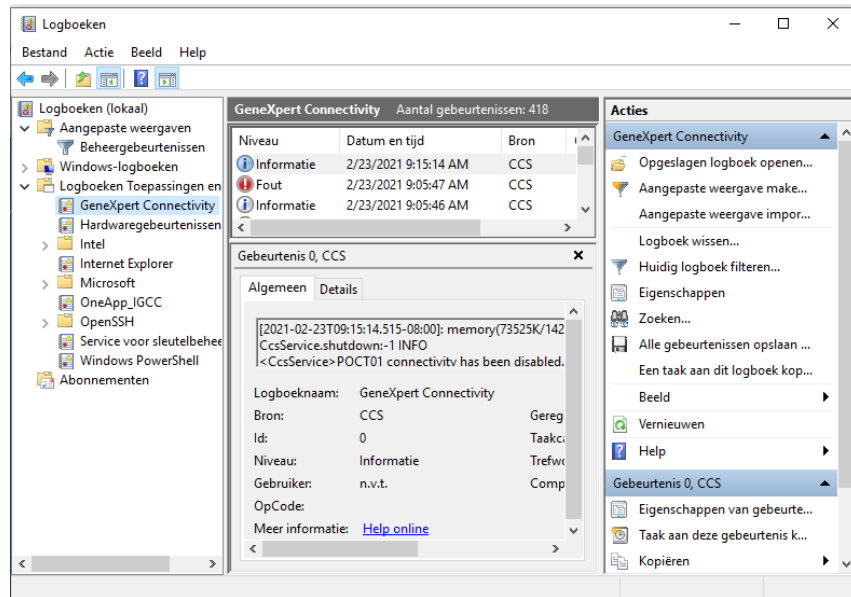 Logboeken
Bestand Actie Beeld Help
Logboeken (lokaal)
Aangepaste weergaven
Beheergebeurtenissen
Windows-logboeken
Logboeken Toepassingen en
GeneXpert Connectivity
Hardwaregebeurtenissen
Intel
Internet Explorer
Microsoft
OneApp_IGCC
OpenSSH
Service voor sleutelbehee
Windows PowerShell
Abonnementen
GeneXpert Connectivity Aantal gebeurtenissen: 418
Niveau Datum en tijd Bron
Informatie 2/23/2021 9:15:14 AM CCS
Fout 2/23/2021 9:05:47 AM CCS
Informatie 2/23/2021 9:05:46 AM CCS
Gebeurtenis 0, CCS
Algemeen Details
[2021-02-23T09:15:14.515-08:00]: memory(73525K/142
CcsService.shutdown:-1 INFO
<CcsService>POCT01 connectivity has been disabled.
Logboeknaam: GeneXpert Connectivity
Bron: CCS Gereg
Id: 0 Taakca
Niveau: Informatie Trefwo
Gebruiker: n.v.t. Comp
OpCode:
Meer informatie: Help online
Acties
GeneXpert Connectivity
Opgeslagen logboek openen...
Aangepaste weergave make...
Aangepaste weergave impor...
Logboek wissen...
Huidig logboek filteren...
Eigenschappen
Zoeken...
Alle gebeurtenissen opslaan ...
Een taak aan dit logboek kop...
Beeld
Vernieuwen
Help
Gebeurtenis 0, CCS
Eigenschappen van gebeurte...
Taak aan deze gebeurtenis k...
Kopiëren